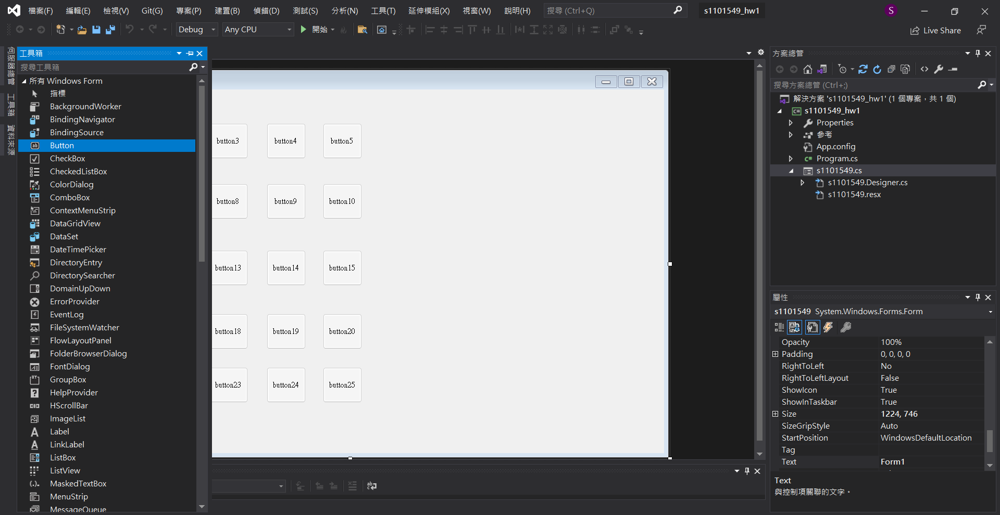 檔案(F) 編輯(E) 檢視(V) Git(G) 專案(P) 建置(B) 偵錯(D) 測試(S) 分析(N) 工具(T) 延伸模組(X) 視窗(W) 說明(H) 搜尋 (Ctrl+Q) s1101549_hw1 S
Debug Any CPU 開始 Live Share
伺服器總管
工具箱
資料來源
工具箱
搜尋工具箱
所有 Windows Form
指標
BackgroundWorker
BindingNavigator
BindingSource
Button
CheckBox
CheckedListBox
ColorDialog
ComboBox
ContextMenuStrip
DataGridView
DataSet
DateTimePicker
DirectoryEntry
DirectorySearcher
DomainUpDown
ErrorProvider
EventLog
FileSystemWatcher
FlowLayoutPanel
FolderBrowserDialog
FontDialog
GroupBox
HelpProvider
HScrollBar
ImageList
Label
LinkLabel
ListBox
ListView
MaskedTextBox
MenuStrip
MessageQueue
button3 button4 button5
button8 button9 button10
button13 button14 button15
button18 button19 button20
button23 button24 button25
方案總管
搜尋方案總管 (Ctrl+;)
解決方案 's1101549_hw1' (1 個專案，共 1 個)
s1101549_hw1
Properties
參考
App.config
Program.cs
s1101549.cs
s1101549.Designer.cs
s1101549.resx
屬性
s1101549 System.Windows.Forms.Form
Opacity 100%
Padding 0, 0, 0, 0
RightToLeft No
RightToLeftLayout False
ShowIcon True
ShowInTaskbar True
Size 1224, 746
SizeGripStyle Auto
StartPosition WindowsDefaultLocation
Tag
Text Form1
Text
與控制項關聯的文字。